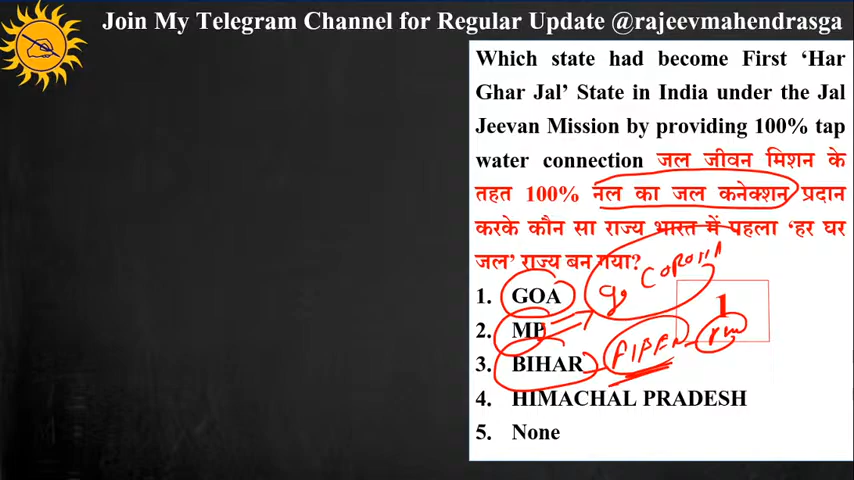 Join My Telegram Channel for Regular Update @rajeevmahendrasga
Which state had become First ‘Har
Ghar Jal’ State in India under the Jal
Jeevan Mission by providing 100% tap
water connection जल जीवन मिशन के
तहत 100% नल का जल कनेक्शन प्रदान
करके कौन सा राज्य भारत में पहला ‘हर घर
जल’ राज्य बन गया?
CORONA
1. GOA
1
2. MP
3. BIHAR
4. HIMACHAL PRADESH
5. None